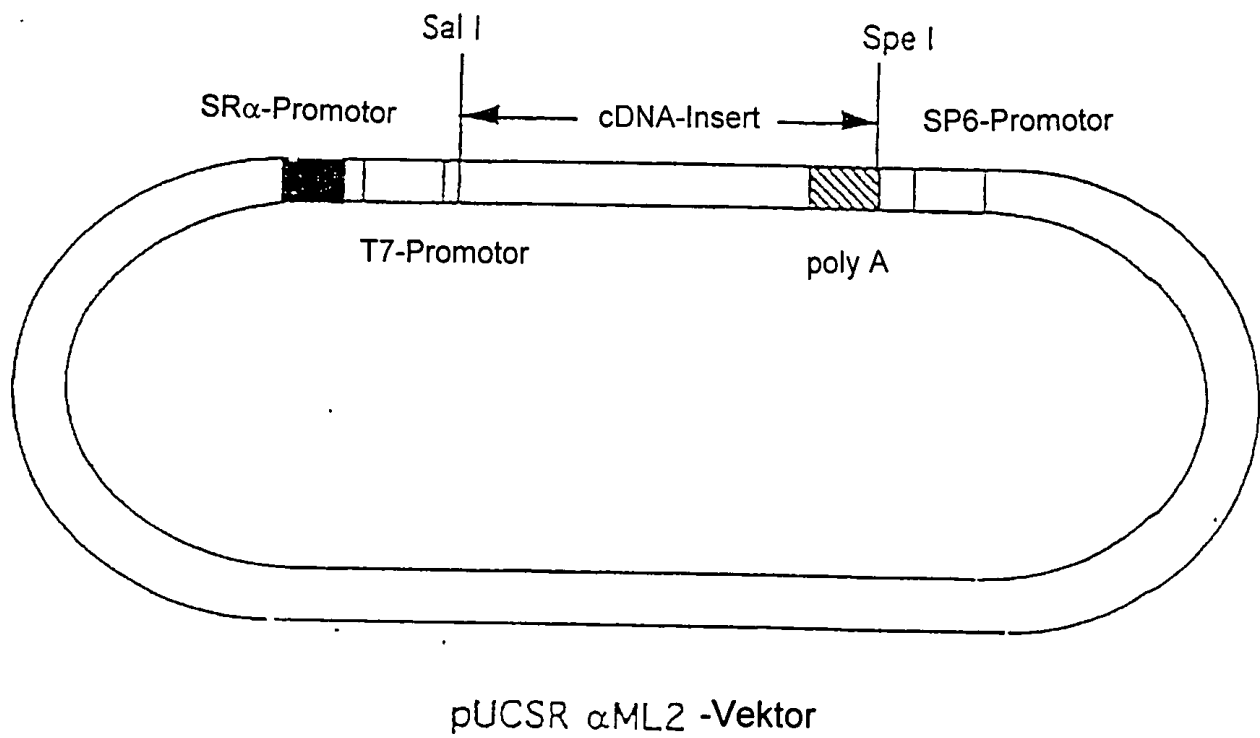 Sal I
Spe I
SRα-Promotor
cDNA-Insert
SP6-Promotor
T7-Promotor
poly A
pUCSR αML2 -Vektor